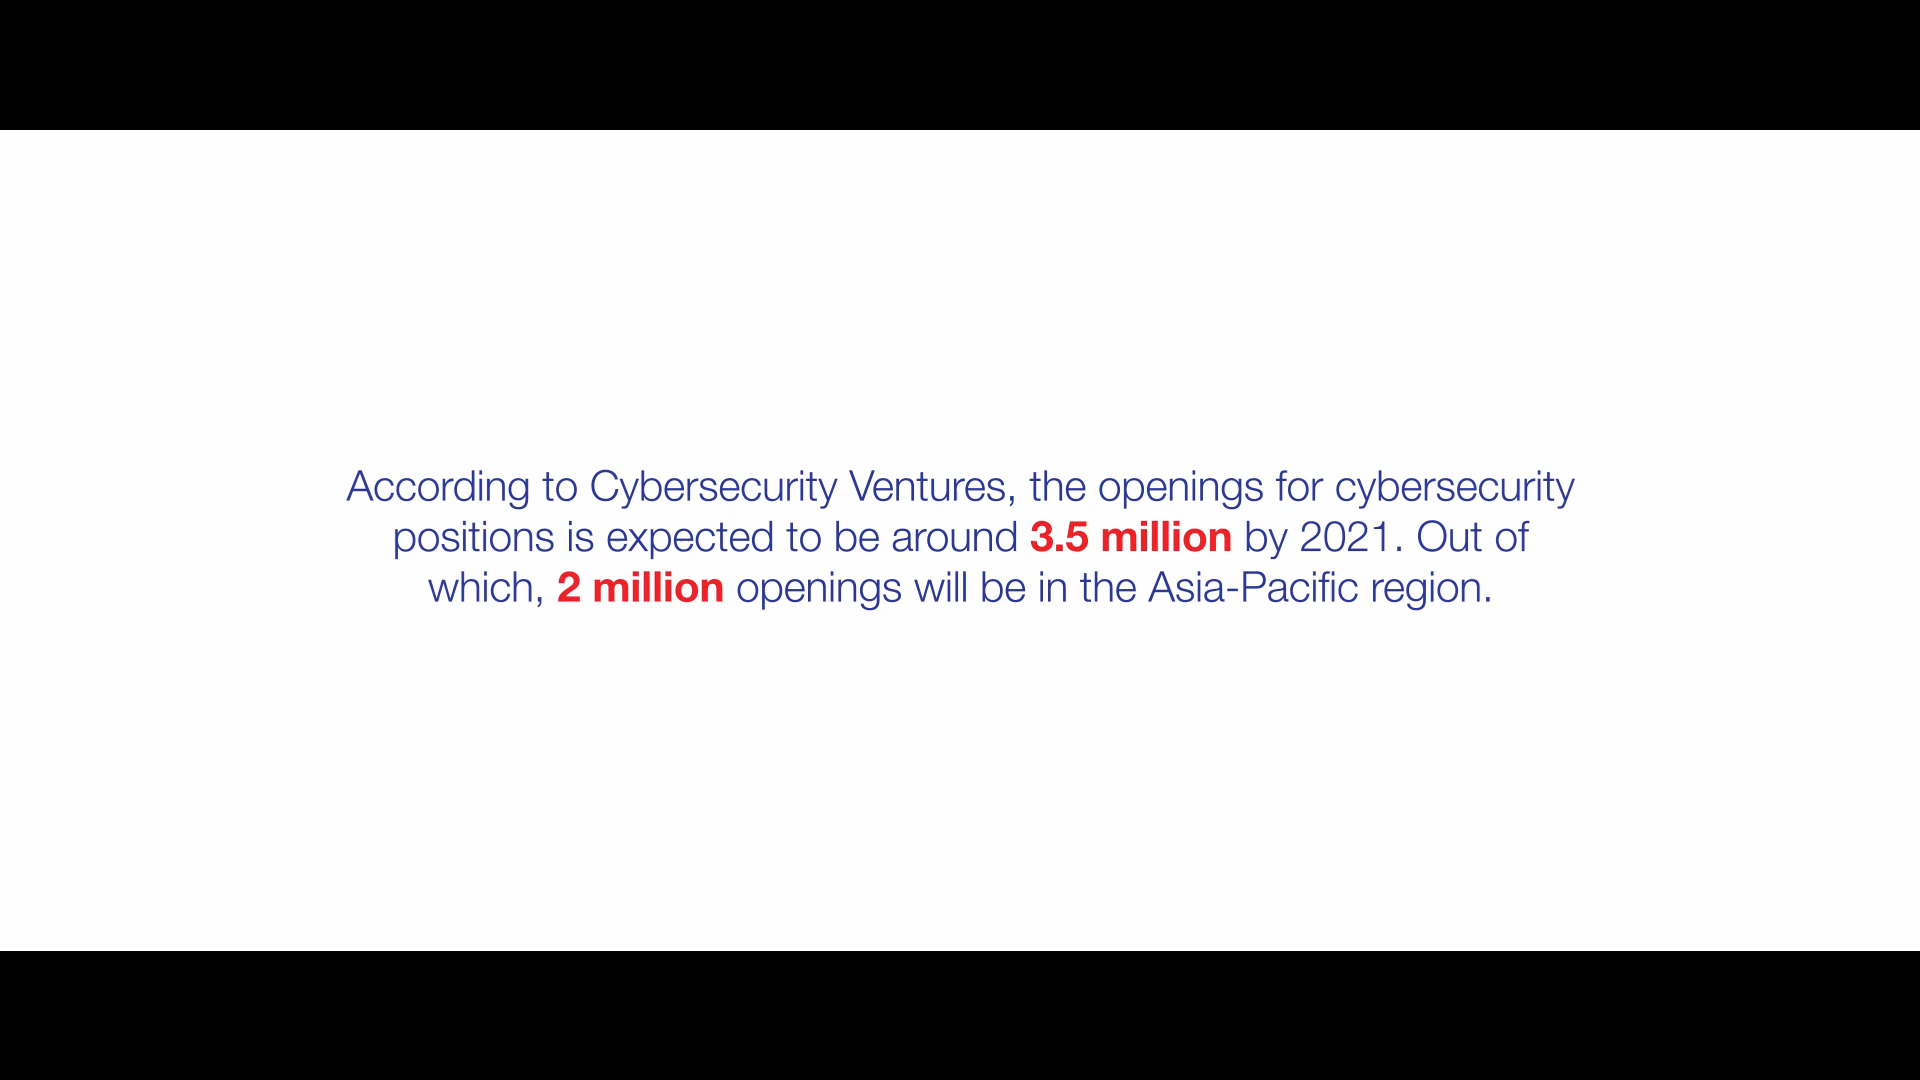 According to Cybersecurity Ventures, the openings for cybersecurity
positions is expected to be around 3.5 million by 2021. Out of
which, 2 million openings will be in the Asia-Pacific region.